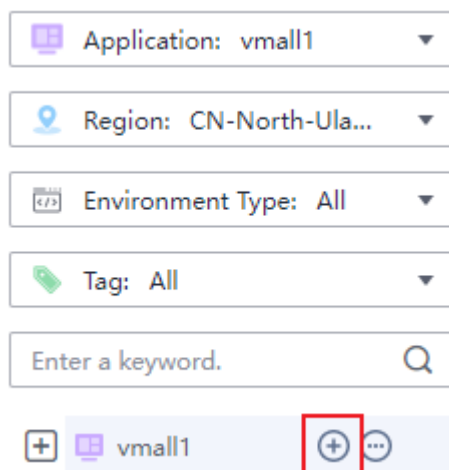 Application: vmall1
Region: CN-North-Ula...
Environment Type: All
Tag: All
Enter a keyword.
vmall1